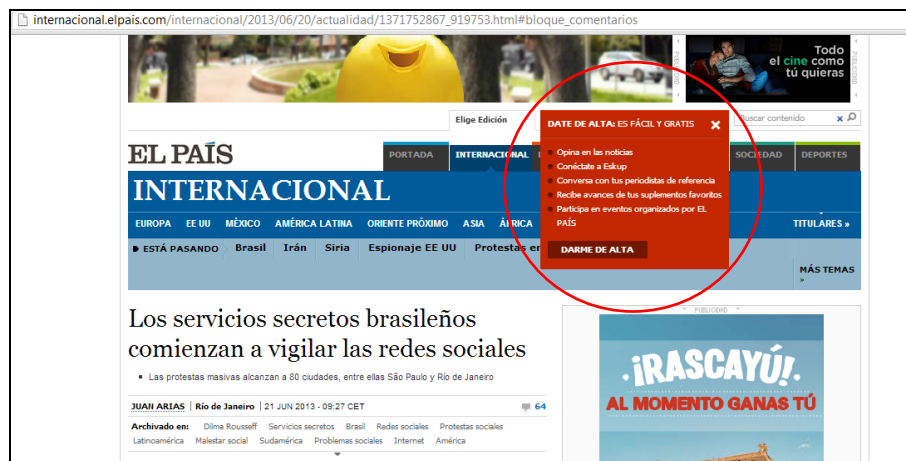 internacional.elpais.com/internacional/2013/06/20/actualidad/1371752867_919753.html#bloque_comentarios
PUBLICIDAD
Todo
el cine como
tú quieras
PUBLICIDAD
Elige Edición
DATE DE ALTA: ES FÁCIL Y GRATIS
Buscar contenido
Opina en las noticias
Conéctate a Eskup
Conversa con tus periodistas de referencia
Recibe avances de tus suplementos favoritos
Participa en eventos organizados por EL
PAÍS
DARME DE ALTA
EL PAÍS
PORTADA INTERNACIONAL SOCIEDAD DEPORTES
INTERNACIONAL
EUROPA EE UU MÉXICO AMÉRICA LATINA ORIENTE PRÓXIMO ASIA ÁFRICA TITULARES »
ESTÁ PASANDO Brasil Irán Siria Espionaje EE UU Protestas en
MÁS TEMAS
»
Los servicios secretos brasileños
comienzan a vigilar las redes sociales
Las protestas masivas alcanzan a 80 ciudades, entre ellas São Paulo y Río de Janeiro
JUAN ARIAS | Río de Janeiro | 21 JUN 2013 - 09:27 CET 64
Archivado en: Dilma Rousseff Servicios secretos Brasil Redes sociales Protestas sociales
Latinoamérica Malestar social Sudamérica Problemas sociales Internet América
PUBLICIDAD
¡RASCAYÚ!
AL MOMENTO GANAS TÚ